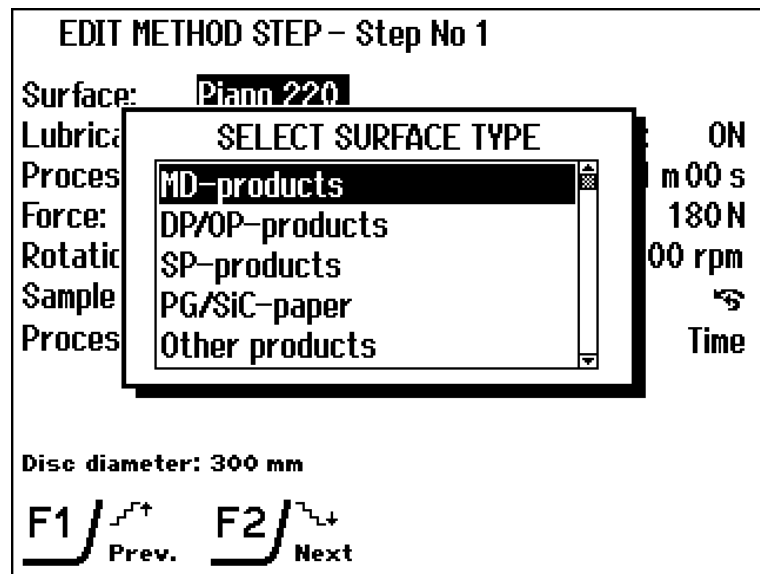 EDIT METHOD STEP – Step No 1
Surface: Piano 220
Lubrica : ON
SELECT SURFACE TYPE
Proces m 00 s
MD–products
Force: 180 N
DP/OP–products
Rotatio 00 rpm
SP–products
Sample
PG/SiC–paper
Proces Time
Other products
Disc diameter: 300 mm
F1 Prev. F2 Next